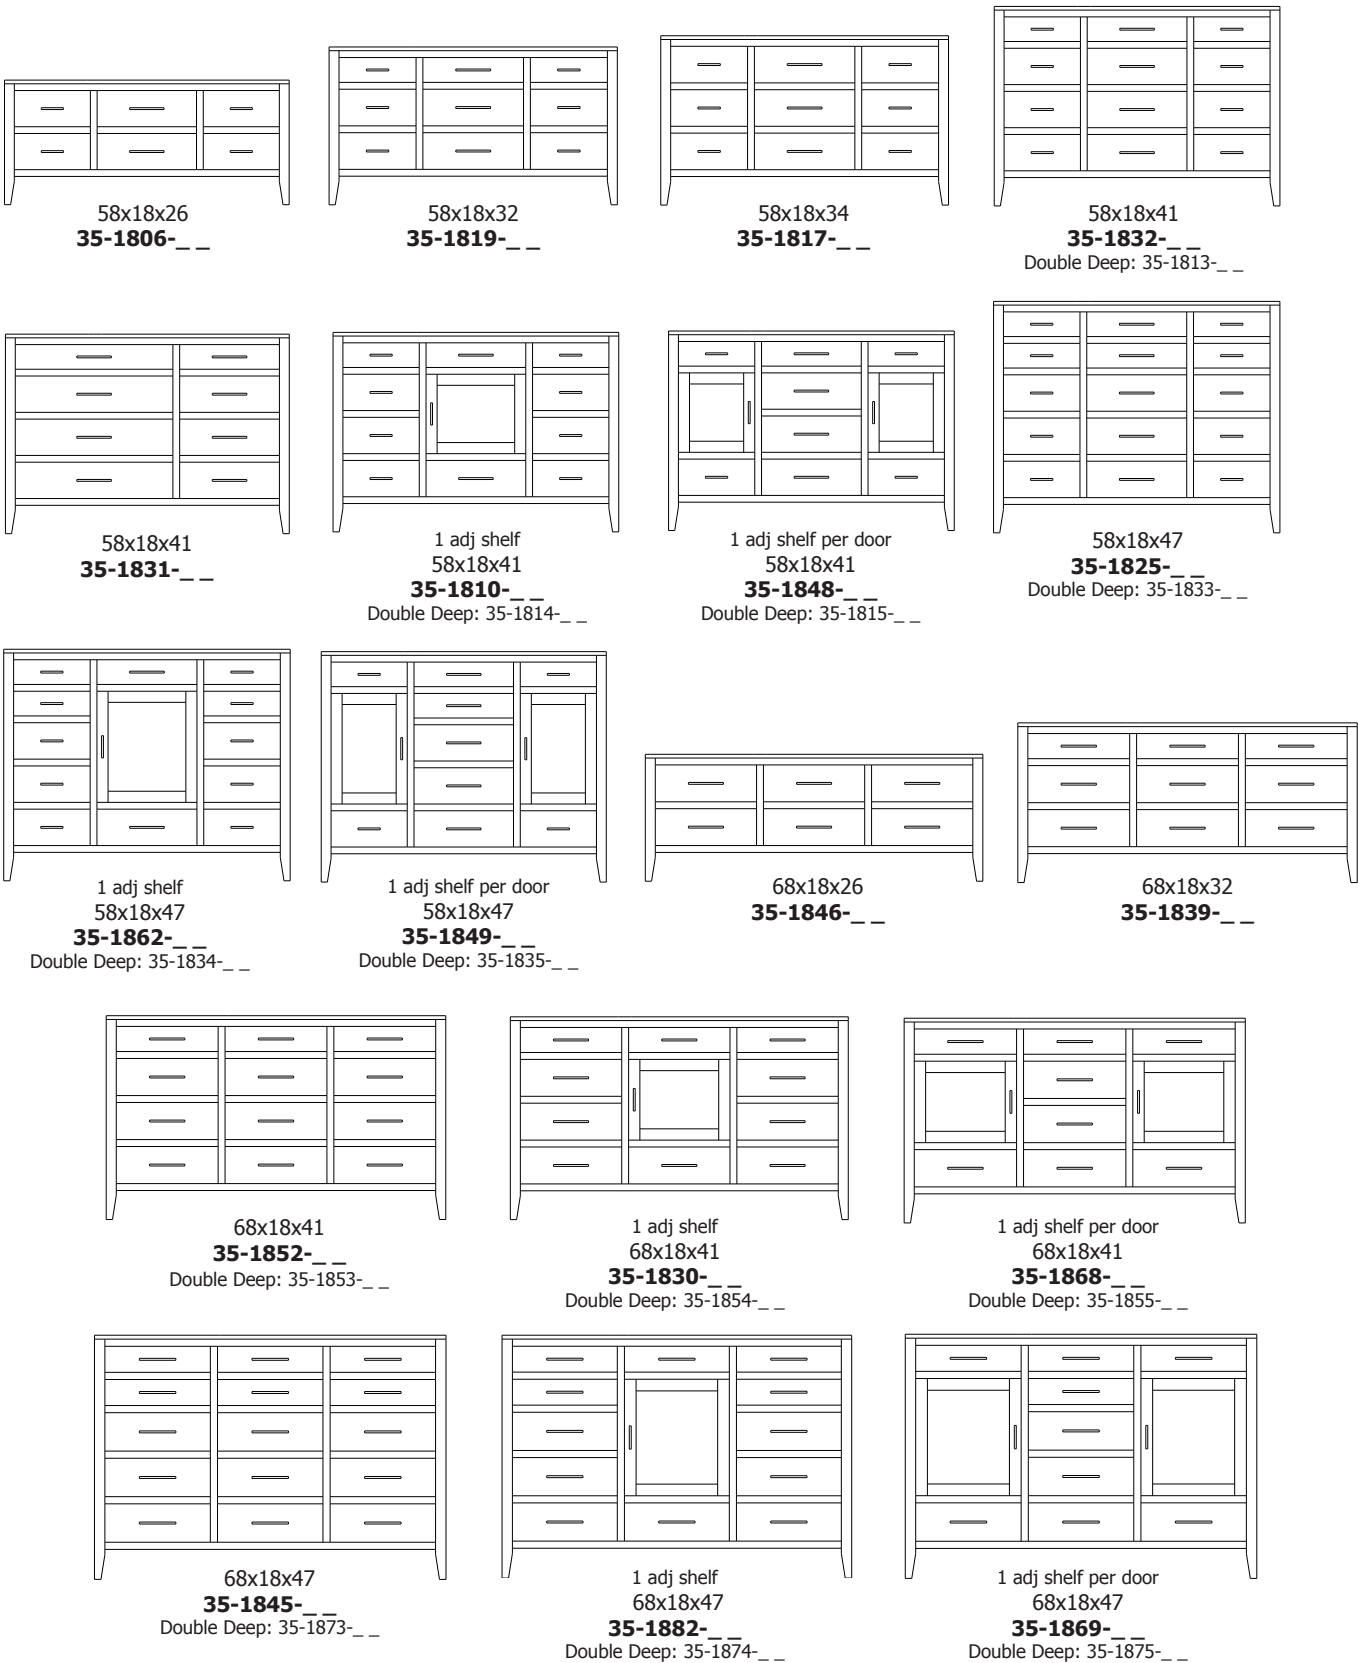 58x18x26
35-1806-_ _
58x18x32
35-1819-_ _
58x18x34
35-1817-_ _
58x18x41
35-1832-_ _
Double Deep: 35-1813-_ _
58x18x41
35-1831-_ _
1 adj shelf
58x18x41
35-1810-_ _
Double Deep: 35-1814-_ _
1 adj shelf per door
58x18x41
35-1848-_ _
Double Deep: 35-1815-_ _
58x18x47
35-1825-_ _
Double Deep: 35-1833-_ _
1 adj shelf
58x18x47
35-1862-_ _
Double Deep: 35-1834-_ _
1 adj shelf per door
58x18x47
35-1849-_ _
Double Deep: 35-1835-_ _
68x18x26
35-1846-_ _
68x18x32
35-1839-_ _
68x18x41
35-1852-_ _
Double Deep: 35-1853-_ _
1 adj shelf
68x18x41
35-1830-_ _
Double Deep: 35-1854-_ _
1 adj shelf per door
68x18x41
35-1868-_ _
Double Deep: 35-1855-_ _
68x18x47
35-1845-_ _
Double Deep: 35-1873-_ _
1 adj shelf
68x18x47
35-1882-_ _
Double Deep: 35-1874-_ _
1 adj shelf per door
68x18x47
35-1869-_ _
Double Deep: 35-1875-_ _